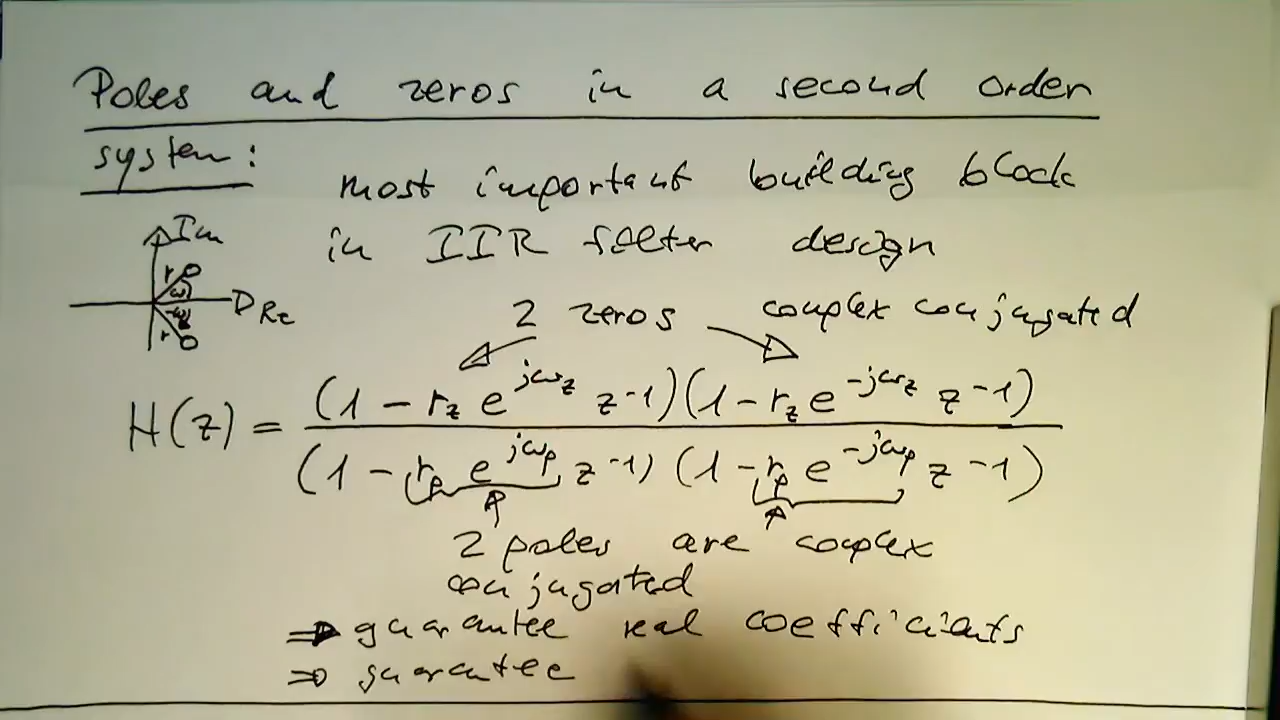 Poles and zeros in a second order
system:
most important building block
in IIR filter design
Im
r
ω
Re
-ω
r
2 zeros complex conjugated
H(z) = (1 - r_z e^{jω_z} z^{-1})(1 - r_z e^{-jω_z} z^{-1})
(1 - r_p e^{jω_p} z^{-1}) (1 - r_p e^{-jω_p} z^{-1})
2 poles are complex
conjugated
⇒ guarantee real coefficients
⇒ guarantee